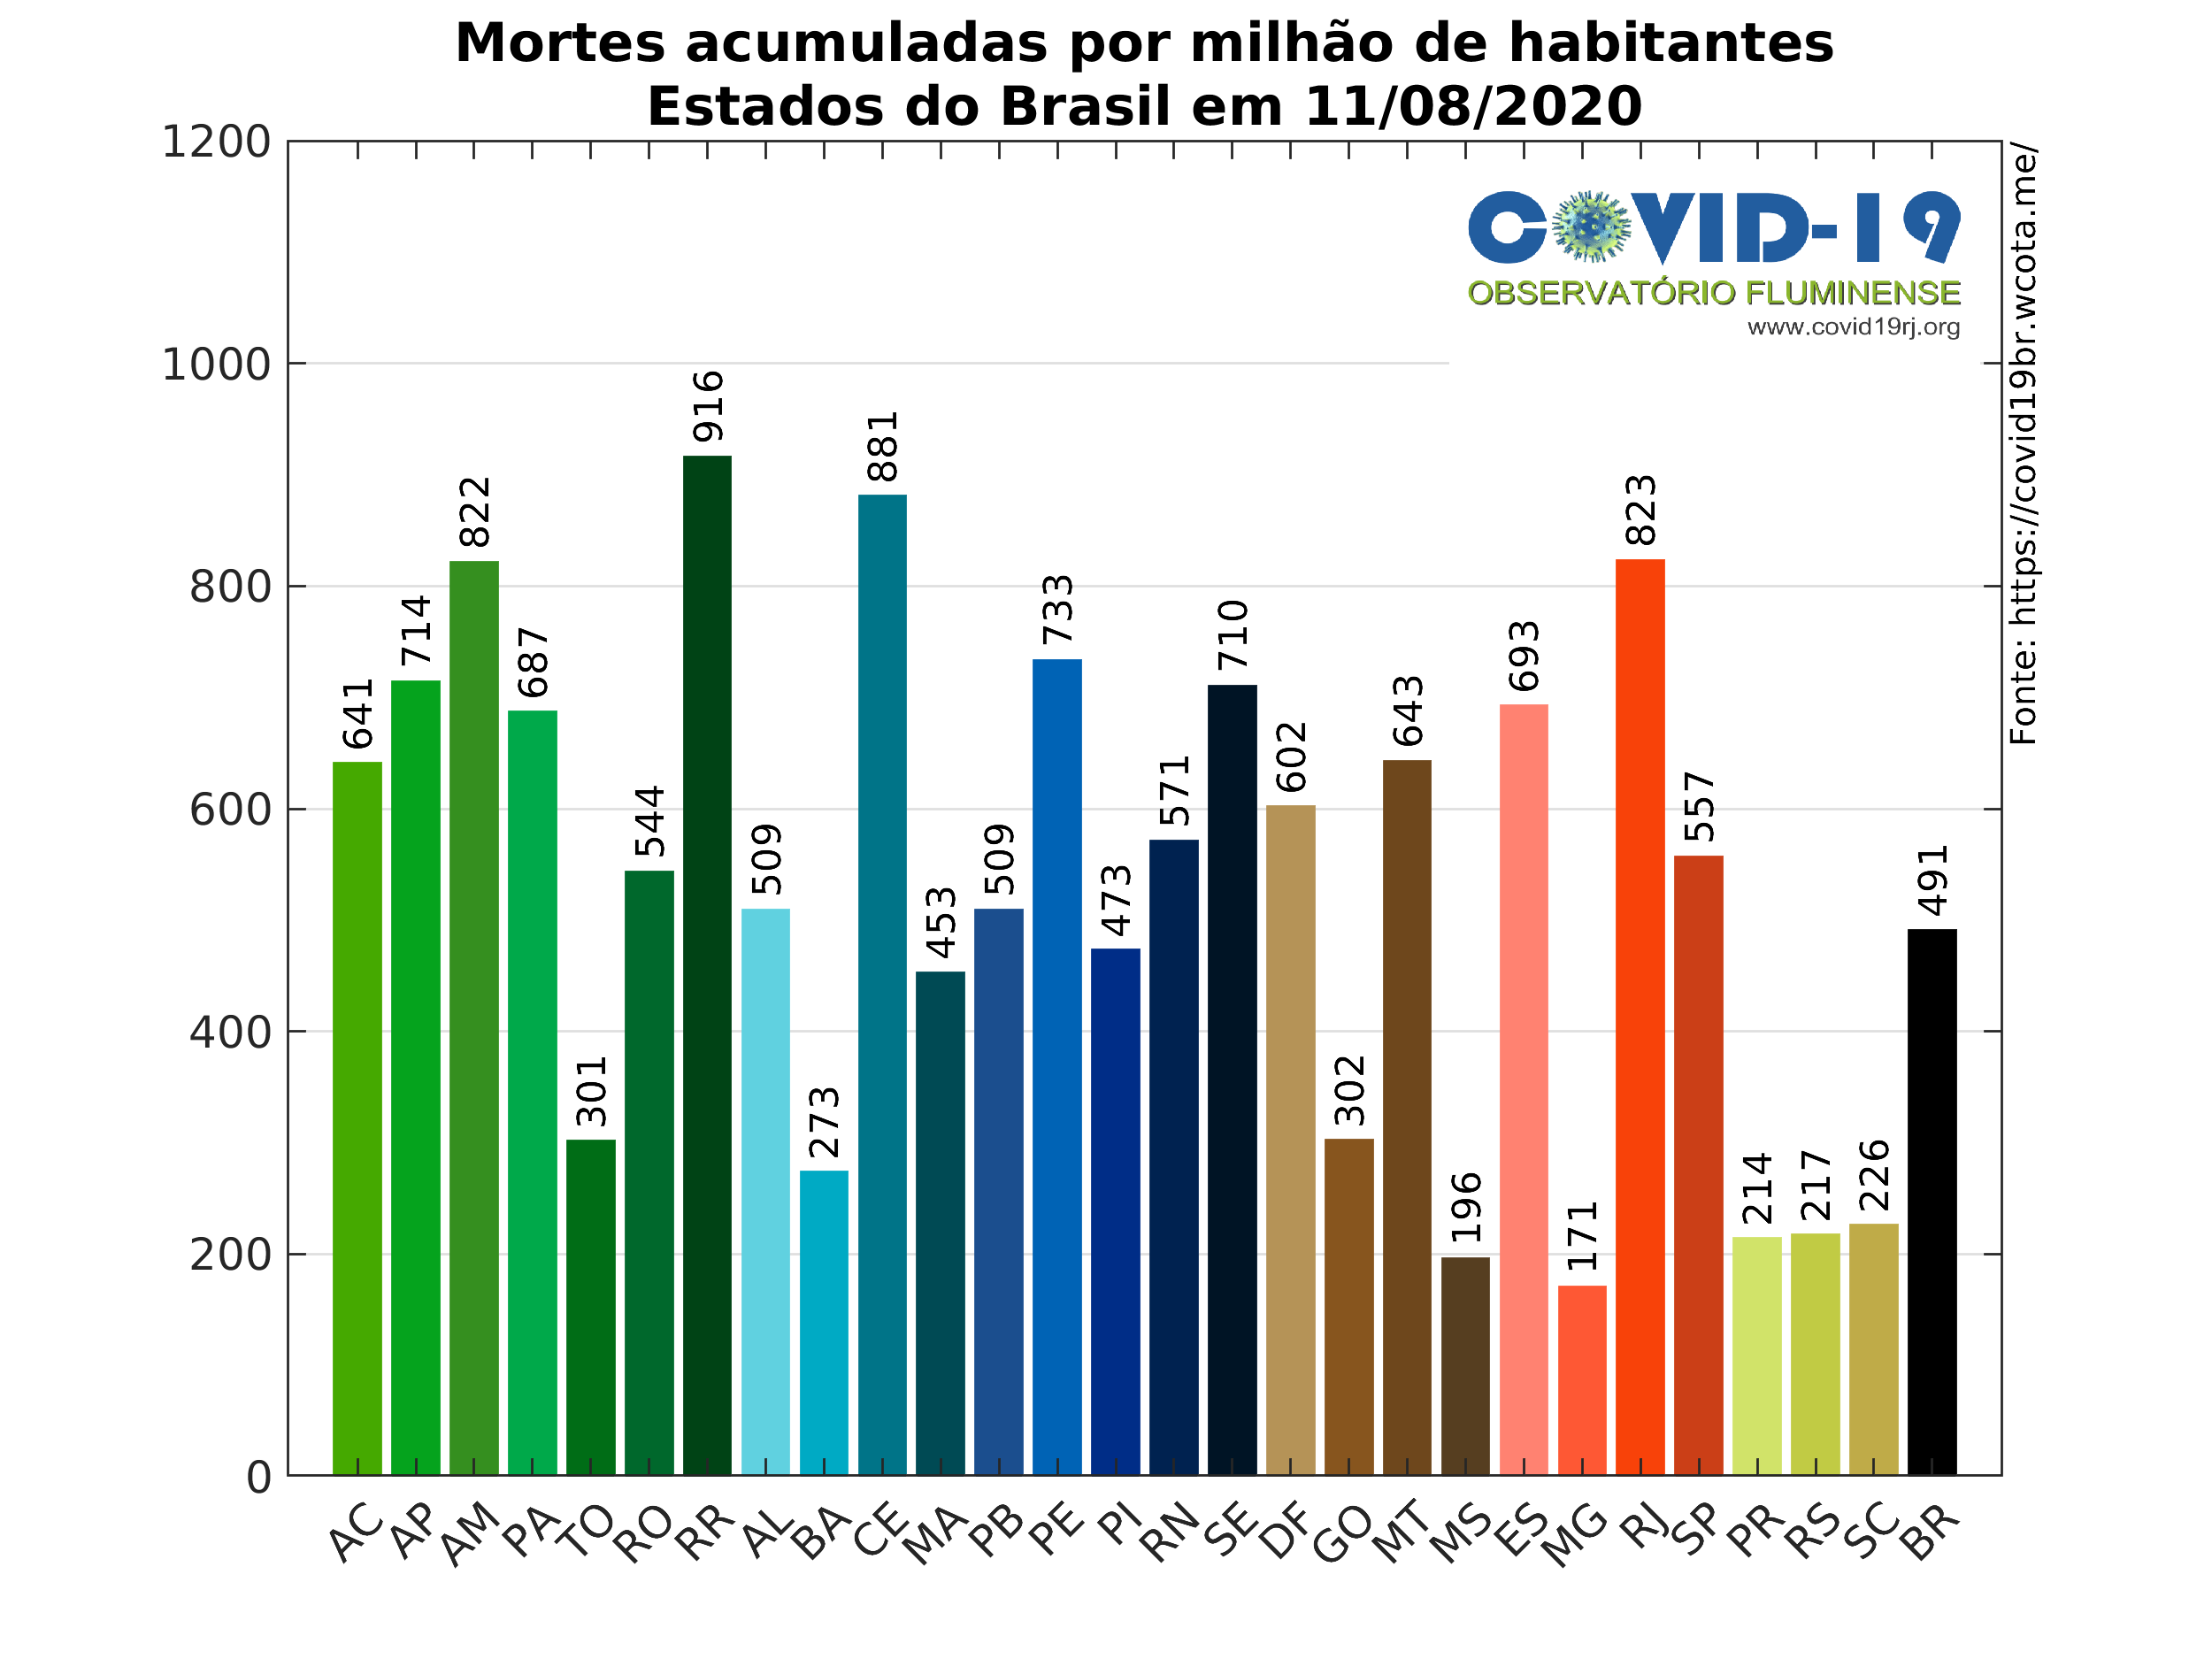 Mortes acumuladas por milhão de habitantes
Estados do Brasil em 11/08/2020
1200
1000
800
600
400
200
0
COVID-19
OBSERVATÓRIO FLUMINENSE
www.covid19rj.org
Fonte: https://covid19br.wcota.me/
641
714
822
687
301
544
916
509
273
881
453
509
733
473
571
710
602
302
643
196
693
171
823
557
214
217
226
491
AC
AP
AM
PA
TO
RO
RR
AL
BA
CE
MA
PB
PE
PI
RN
SE
DF
GO
MT
MS
ES
MG
RJ
SP
PR
RS
SC
BR